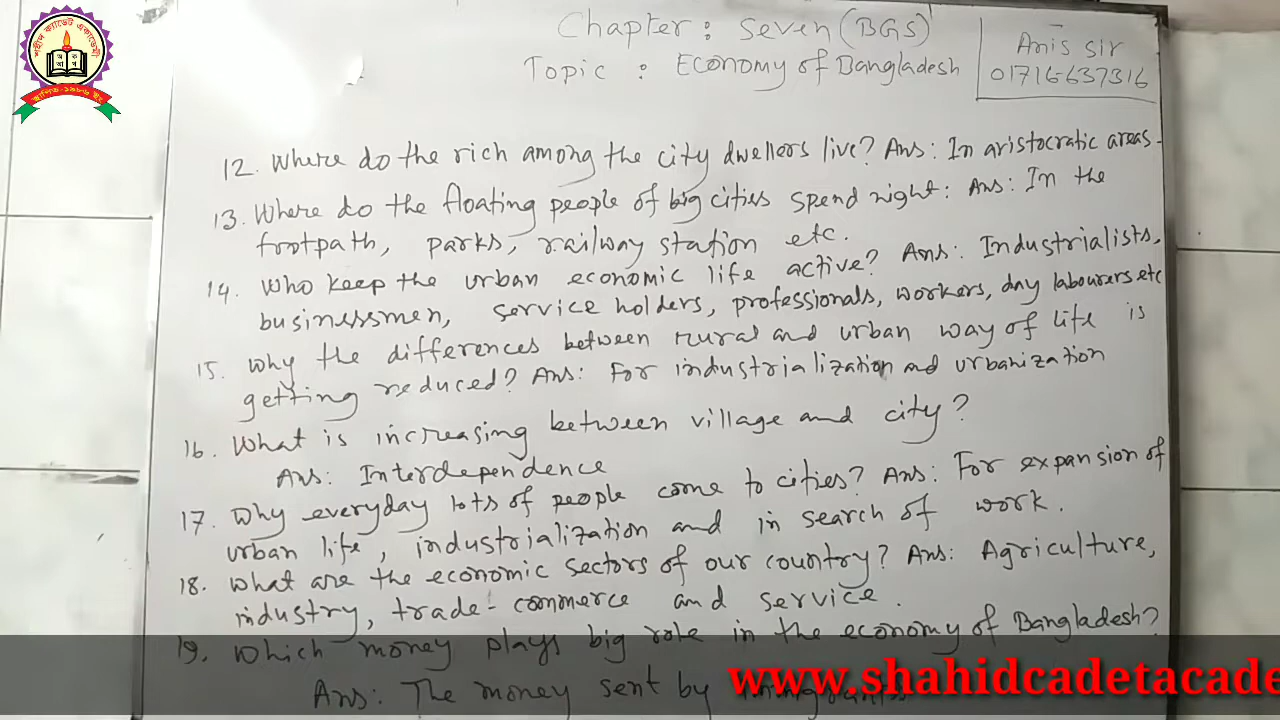 শহীদ ক্যাডেট একাডেমী
স্থাপিত-১৯৮৬ ইং
Chapter : Seven (BGS)
Topic : Economy of Bangladesh
Anis sir
01716-637316
12. Where do the rich among the city dwellers live? Ans: In aristocratic areas-
13. Where do the floating people of big cities spend night: Ans: In the
footpath, parks, railway station etc.
14. Who keep the urban economic life active? Ans: Industrialists,
businessmen, service holders, professionals, workers, day labourers etc
15. Why the differences between rural and urban way of life is
getting reduced? Ans: For industrialization and urbanization
16. What is increasing between village and city?
Ans: Interdependence
17. Why everyday lots of people come to cities? Ans: For expansion of
urban life, industrialization and in search of work.
18. What are the economic sectors of our country? Ans: Agriculture,
industry, trade-commerce and service.
19. Which money plays big role in the economy of Bangladesh?
Ans: The money sent by
www.shahidcadetacade